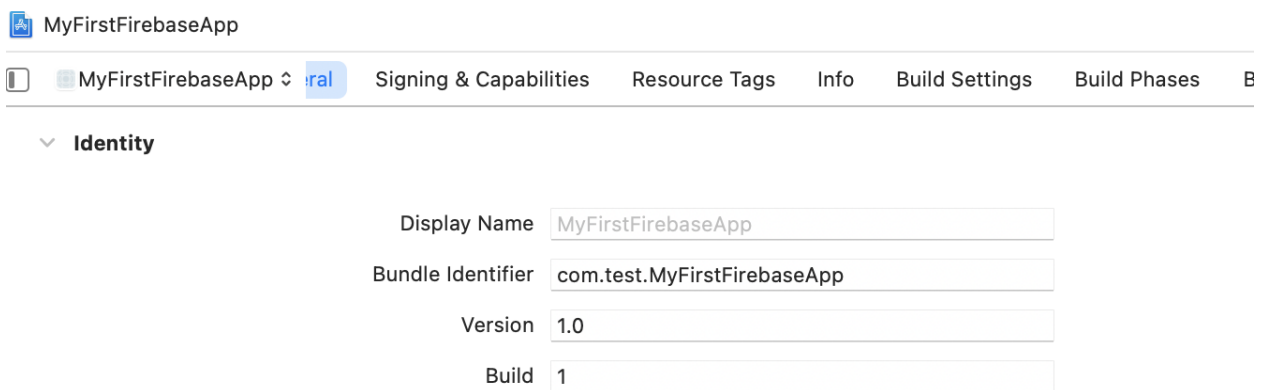 MyFirstFirebaseApp
MyFirstFirebaseApp eral Signing & Capabilities Resource Tags Info Build Settings Build Phases B
Identity
Display Name MyFirstFirebaseApp
Bundle Identifier com.test.MyFirstFirebaseApp
Version 1.0
Build 1